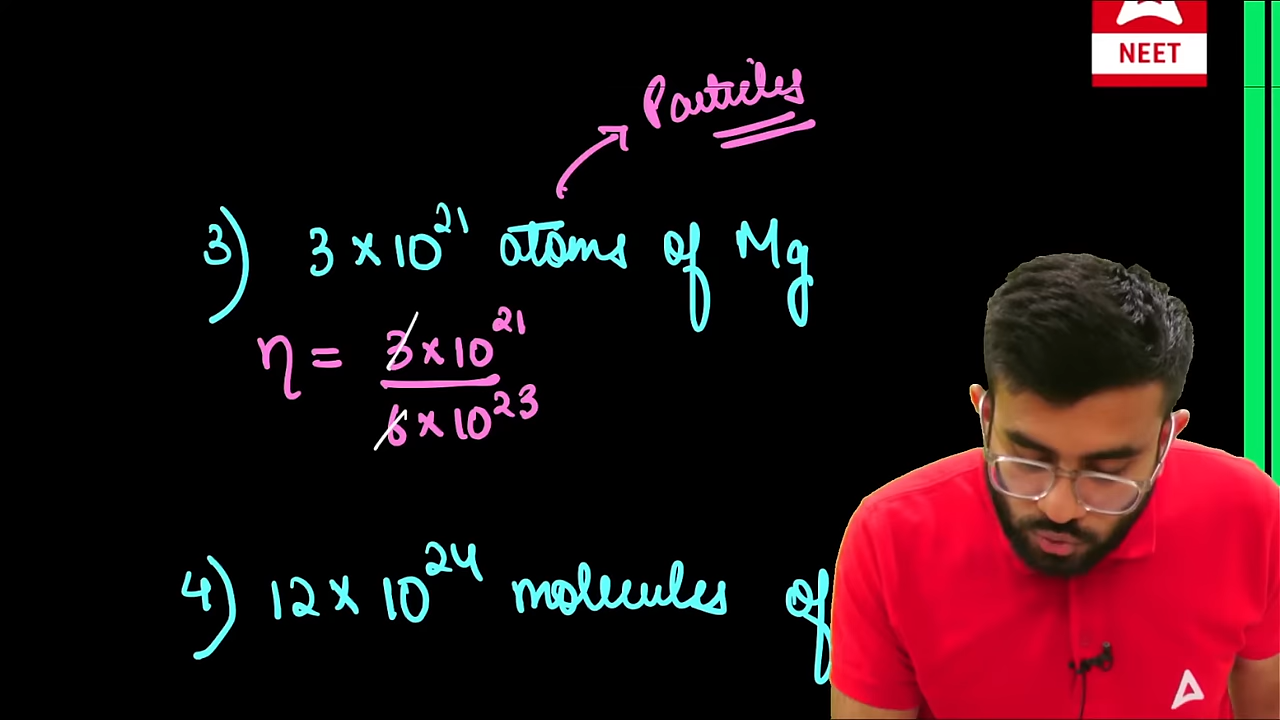 NEET
Particles
3) 3 × 10²¹ atoms of Mg
η = 3 × 10²¹
6 × 10²³
4) 12 × 10²⁴ molecules of